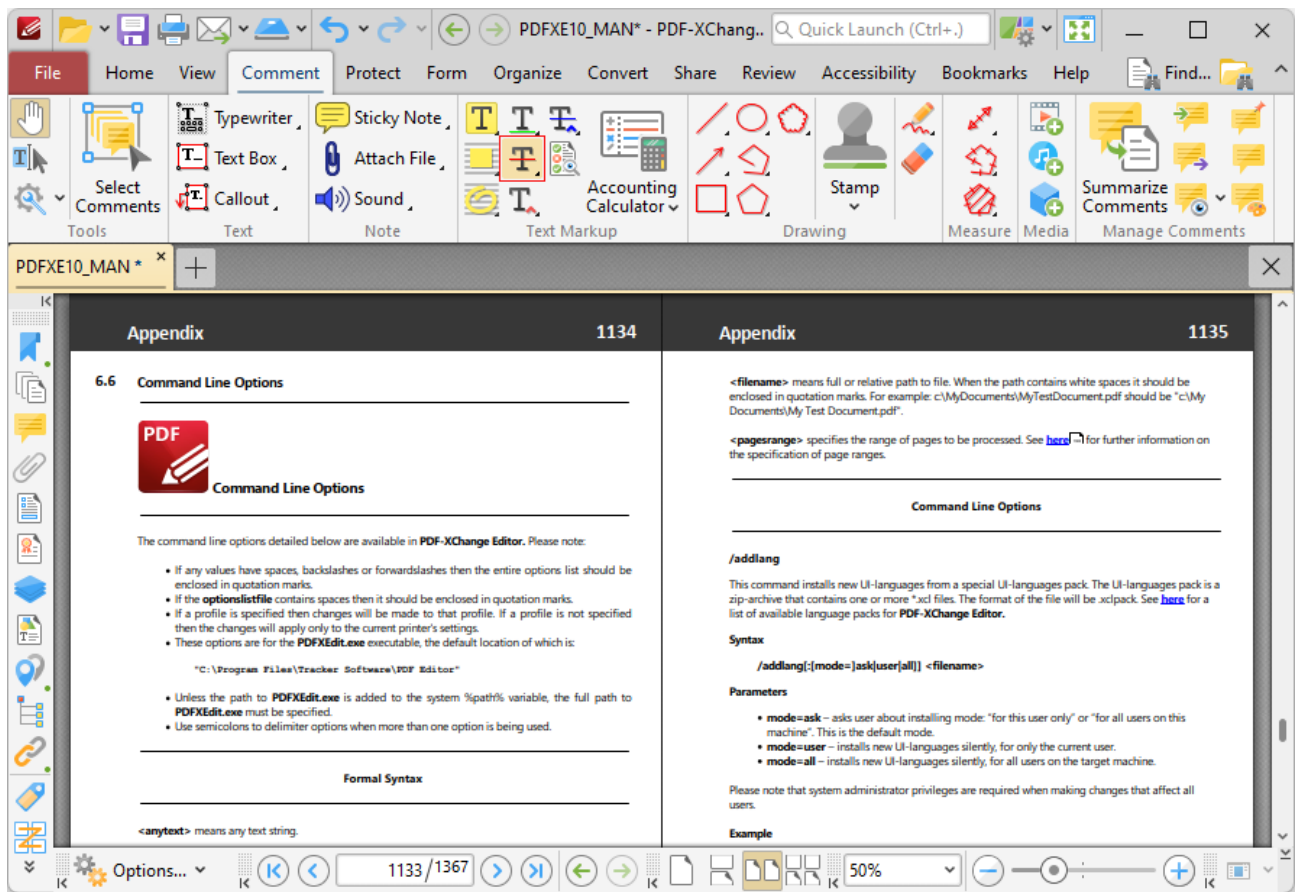 PDFXE10_MAN* - PDF-XChang..
Quick Launch (Ctrl+.)
File Home View Comment Protect Form Organize Convert Share Review Accessibility Bookmarks Help Find...
Select Comments
Typewriter
Text Box
Callout
Sticky Note
Attach File
Sound
Accounting Calculator
Stamp
Summarize Comments
Tools Text Note Text Markup Drawing Measure Media Manage Comments
PDFXE10_MAN *
Appendix 1134
6.6 Command Line Options
PDF
Command Line Options
The command line options detailed below are available in PDF-XChange Editor. Please note:
• If any values have spaces, backslashes or forwardslashes then the entire options list should be
enclosed in quotation marks.
• If the optionslistfile contains spaces then it should be enclosed in quotation marks.
• If a profile is specified then changes will be made to that profile. If a profile is not specified
then the changes will apply only to the current printer's settings.
• These options are for the PDFXEdit.exe executable, the default location of which is:
"C:\Program Files\Tracker Software\PDF Editor"
• Unless the path to PDFXEdit.exe is added to the system %path% variable, the full path to
PDFXEdit.exe must be specified.
• Use semicolons to delimiter options when more than one option is being used.
Formal Syntax
<anytext> means any text string.
Appendix 1135
<filename> means full or relative path to file. When the path contains white spaces it should be
enclosed in quotation marks. For example: c:\MyDocuments\MyTestDocument.pdf should be "c:\My
Documents\My Test Document.pdf".
<pagesrange> specifies the range of pages to be processed. See here for further information on
the specification of page ranges.
Command Line Options
/addlang
This command installs new UI-languages from a special UI-languages pack. The UI-languages pack is a
zip-archive that contains one or more *.xcl files. The format of the file will be .xclpack. See here for a
list of available language packs for PDF-XChange Editor.
Syntax
/addlang[:[mode=]ask|user|all]] <filename>
Parameters
• mode=ask – asks user about installing mode: "for this user only" or "for all users on this
machine". This is the default mode.
• mode=user – installs new UI-languages silently, for only the current user.
• mode=all – installs new UI-languages silently, for all users on the target machine.
Please note that system administrator privileges are required when making changes that affect all
users.
Example
Options... 1133 /1367 50%